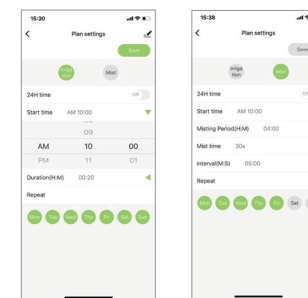 15:30
Plan settings
Save
Irriga
tion
Mist
24H time
Off
Start time AM 10:00
09
AM 10 00
PM 11 01
Duration(H:M) 00:20
Repeat
Mon Tue Wed Thu Fri Sat Sun
15:38
Plan settings
Save
Irriga
tion
Mist
24H time
Off
Start time AM 10:00
Misting Period(H:M) 04:00
Mist time 30s
Interval(M:S) 05:00
Repeat
Mon Tue Wed Thu Fri Sat